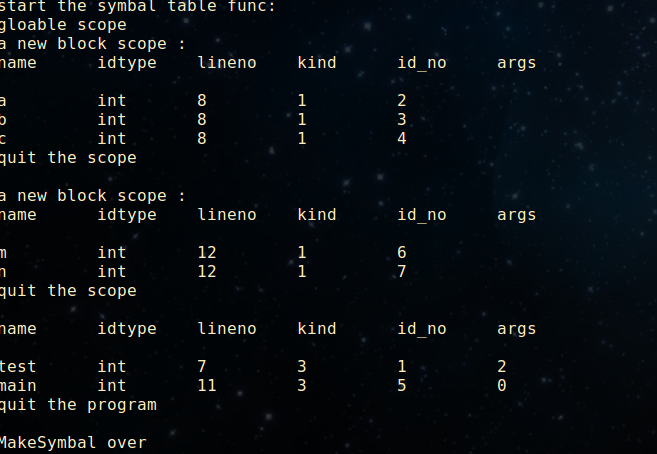 start the symbal table func:
gloable scope
a new block scope :
name idtype lineno kind id_no args
a int 8 1 2
b int 8 1 3
c int 8 1 4
quit the scope
a new block scope :
name idtype lineno kind id_no args
m int 12 1 6
n int 12 1 7
quit the scope
name idtype lineno kind id_no args
test int 7 3 1 2
main int 11 3 5 0
quit the program
MakeSymbal over